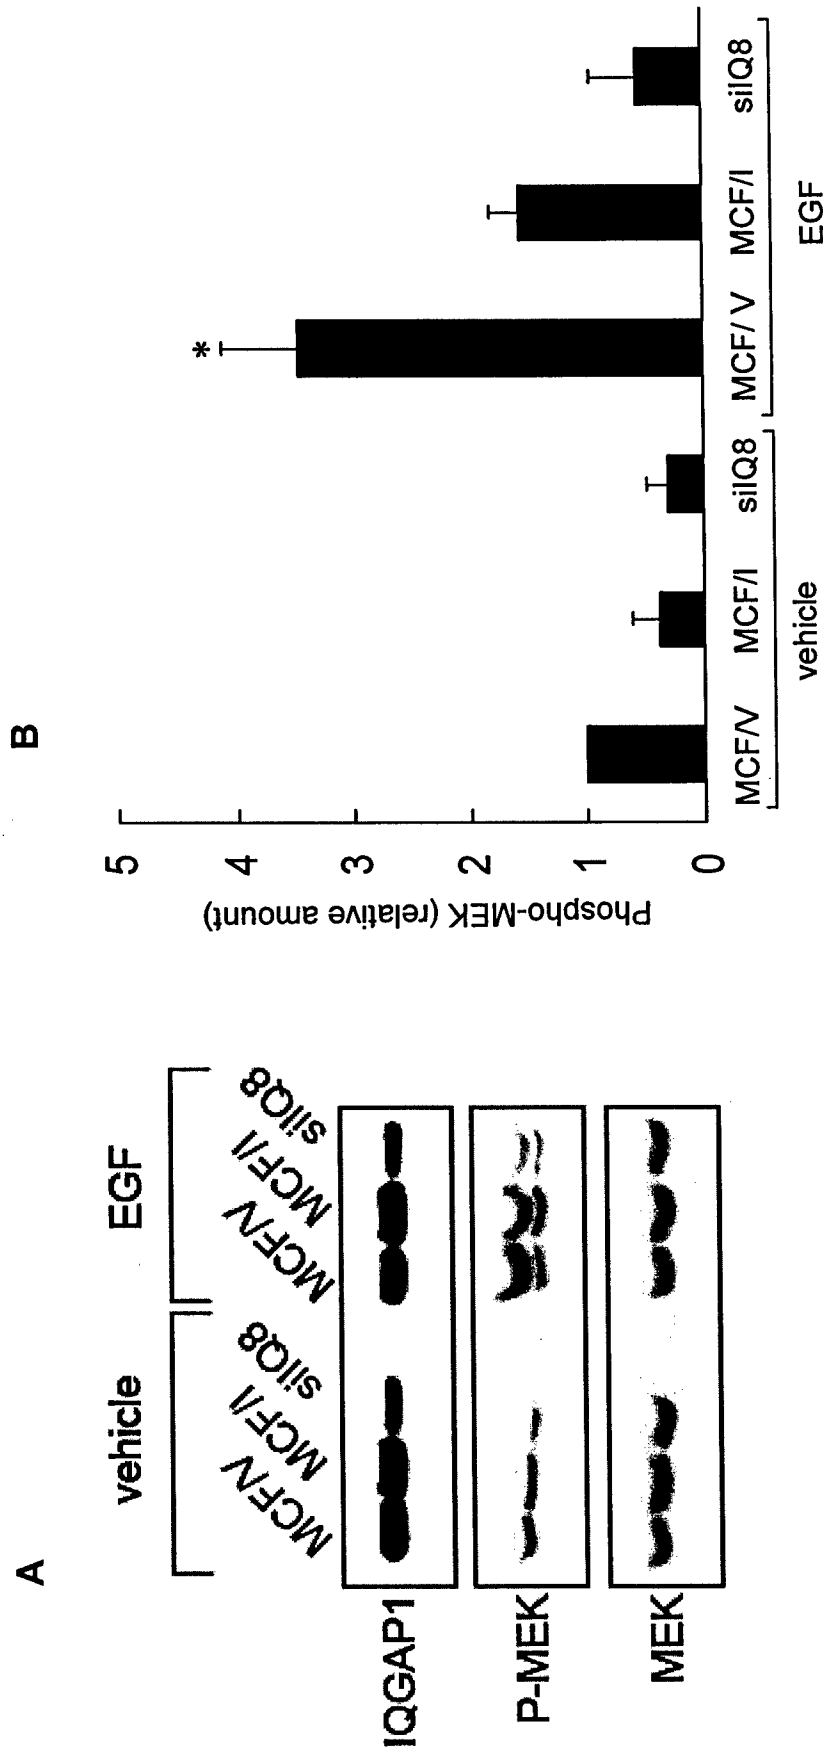 A
vehicle
EGF
MCF/V
MCF/I
siIQ8
MCF/V
MCF/I
siIQ8
IQGAP1
P-MEK
MEK
B
Phospho-MEK (relative amount)
5
4
3
2
1
0
*
MCF/V MCF/I siIQ8 MCF/ V MCF/I siIQ8
vehicle EGF